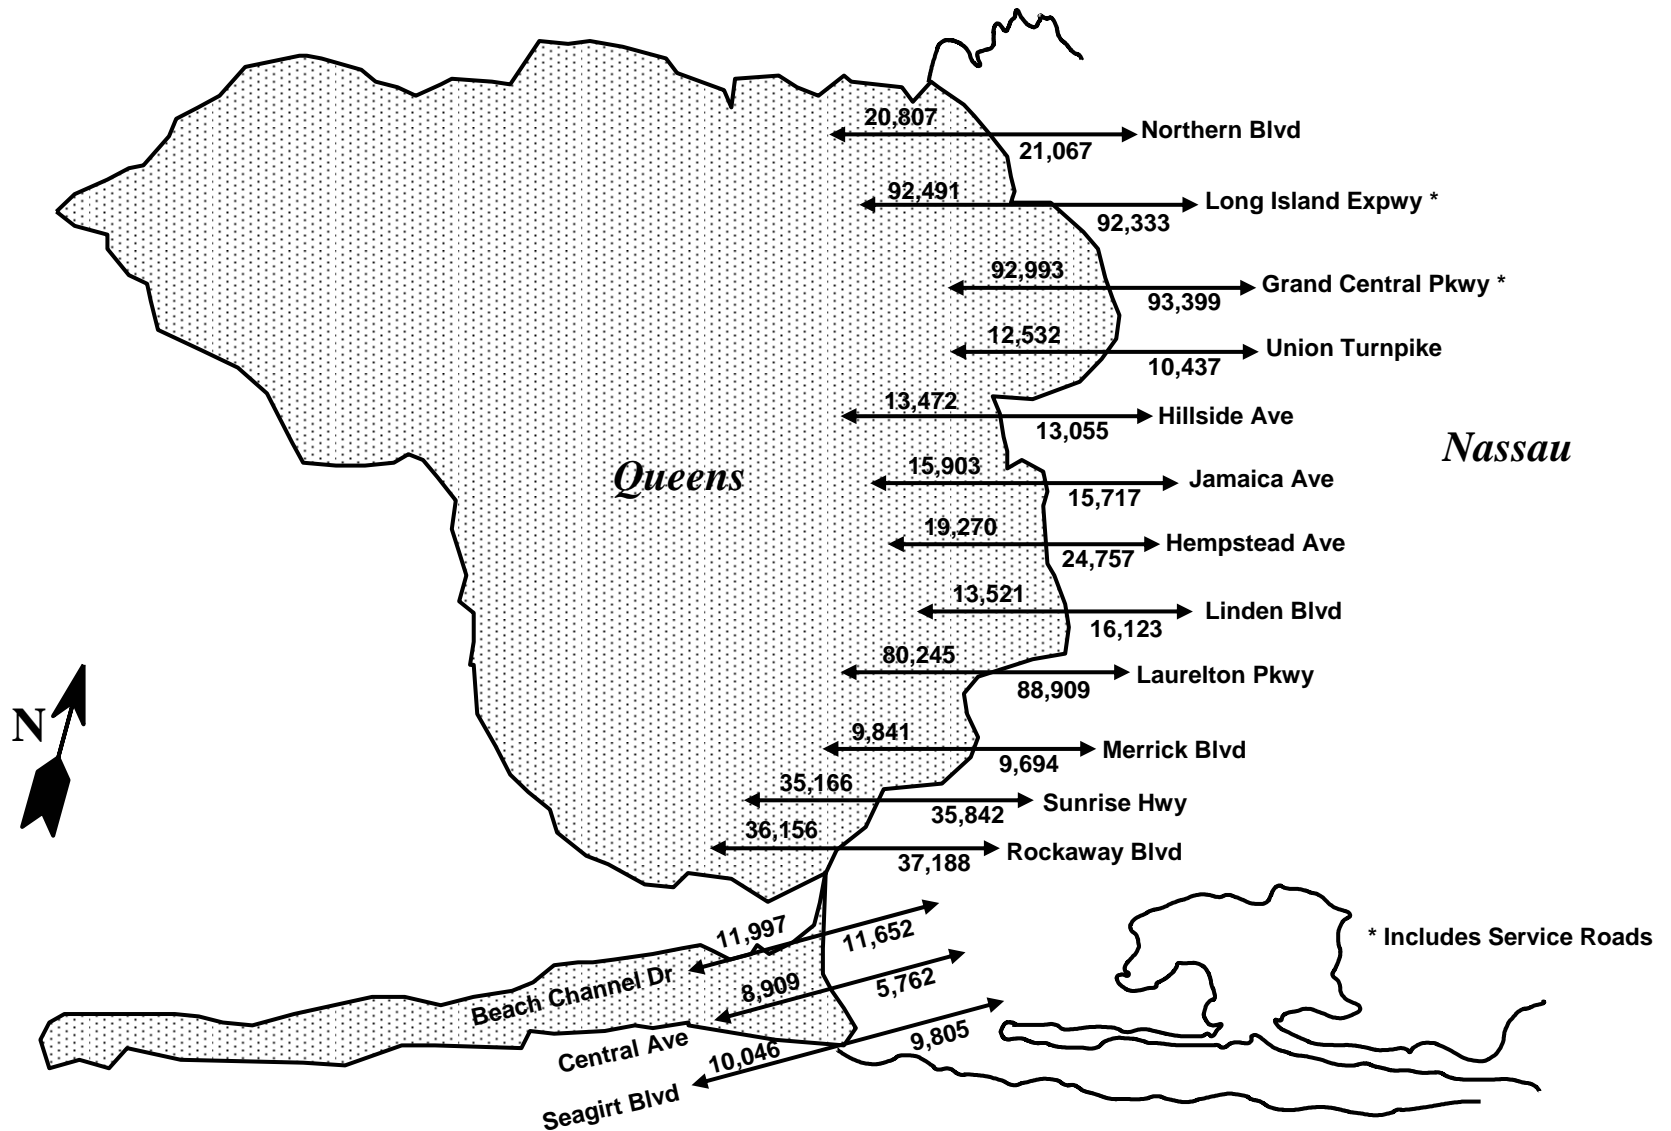 20,807
Northern Blvd
21,067
92,491
Long Island Expwy *
92,333
92,993
Grand Central Pkwy *
93,399
12,532
Union Turnpike
10,437
13,472
Hillside Ave
13,055
Nassau
Queens
15,903
Jamaica Ave
15,717
19,270
Hempstead Ave
24,757
13,521
Linden Blvd
16,123
80,245
Laurelton Pkwy
88,909
N
9,841
Merrick Blvd
9,694
35,166
Sunrise Hwy
35,842
36,156
Rockaway Blvd
37,188
11,997
11,652
* Includes Service Roads
Beach Channel Dr
8,909
5,762
Central Ave
10,046
9,805
Seagirt Blvd